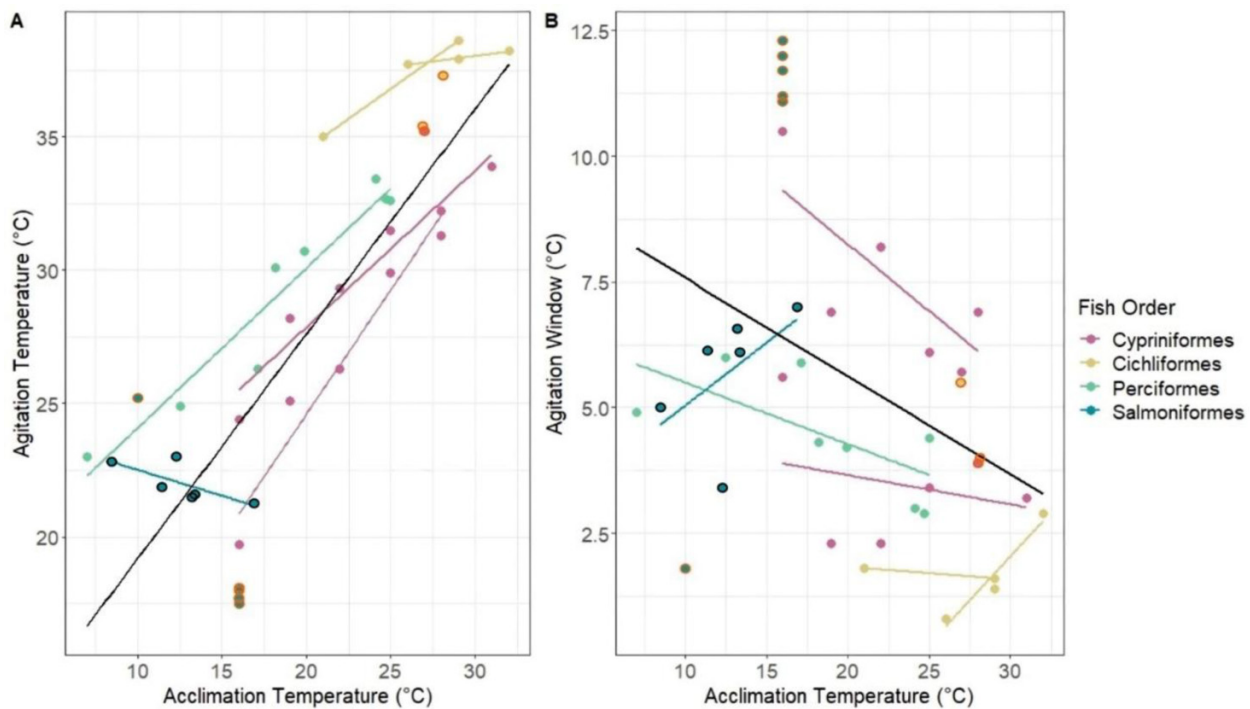 A
35
30
25
20
Agitation Temperature (°C)
10
15
20
25
30
Acclimation Temperature (°C)
B
12.5
10.0
7.5
5.0
2.5
Agitation Window (°C)
10
15
20
25
30
Acclimation Temperature (°C)
Fish Order
Cypriniformes
Cichliformes
Perciformes
Salmoniformes